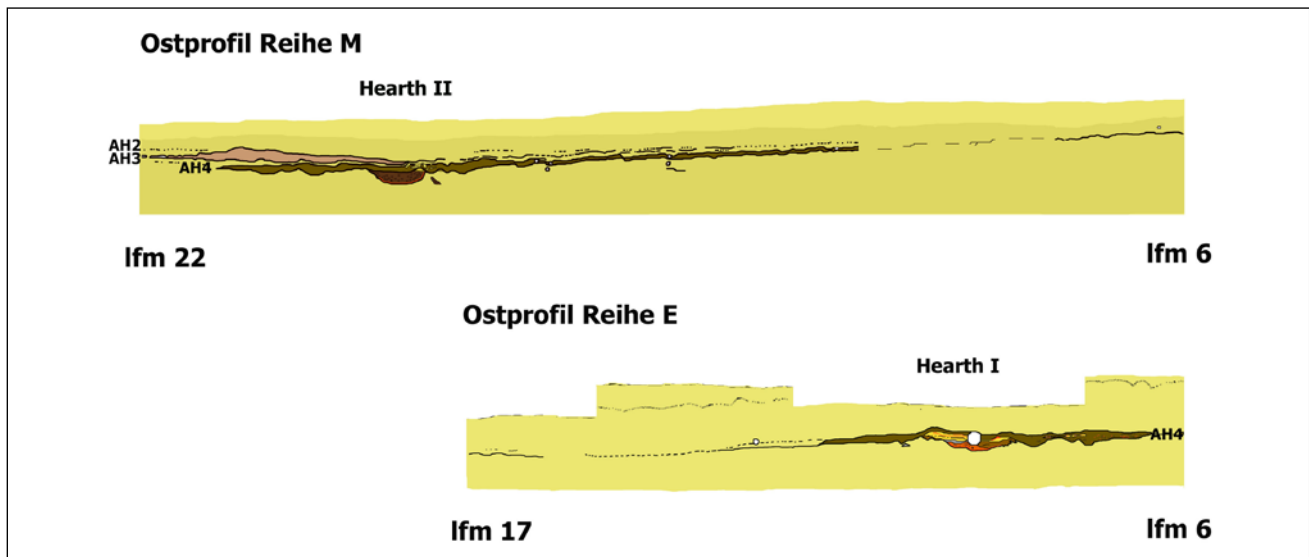 Ostprofil Reihe M
Hearth II
AH2
AH3
AH4
lfm 22
lfm 6
Ostprofil Reihe E
Hearth I
AH4
lfm 17
lfm 6